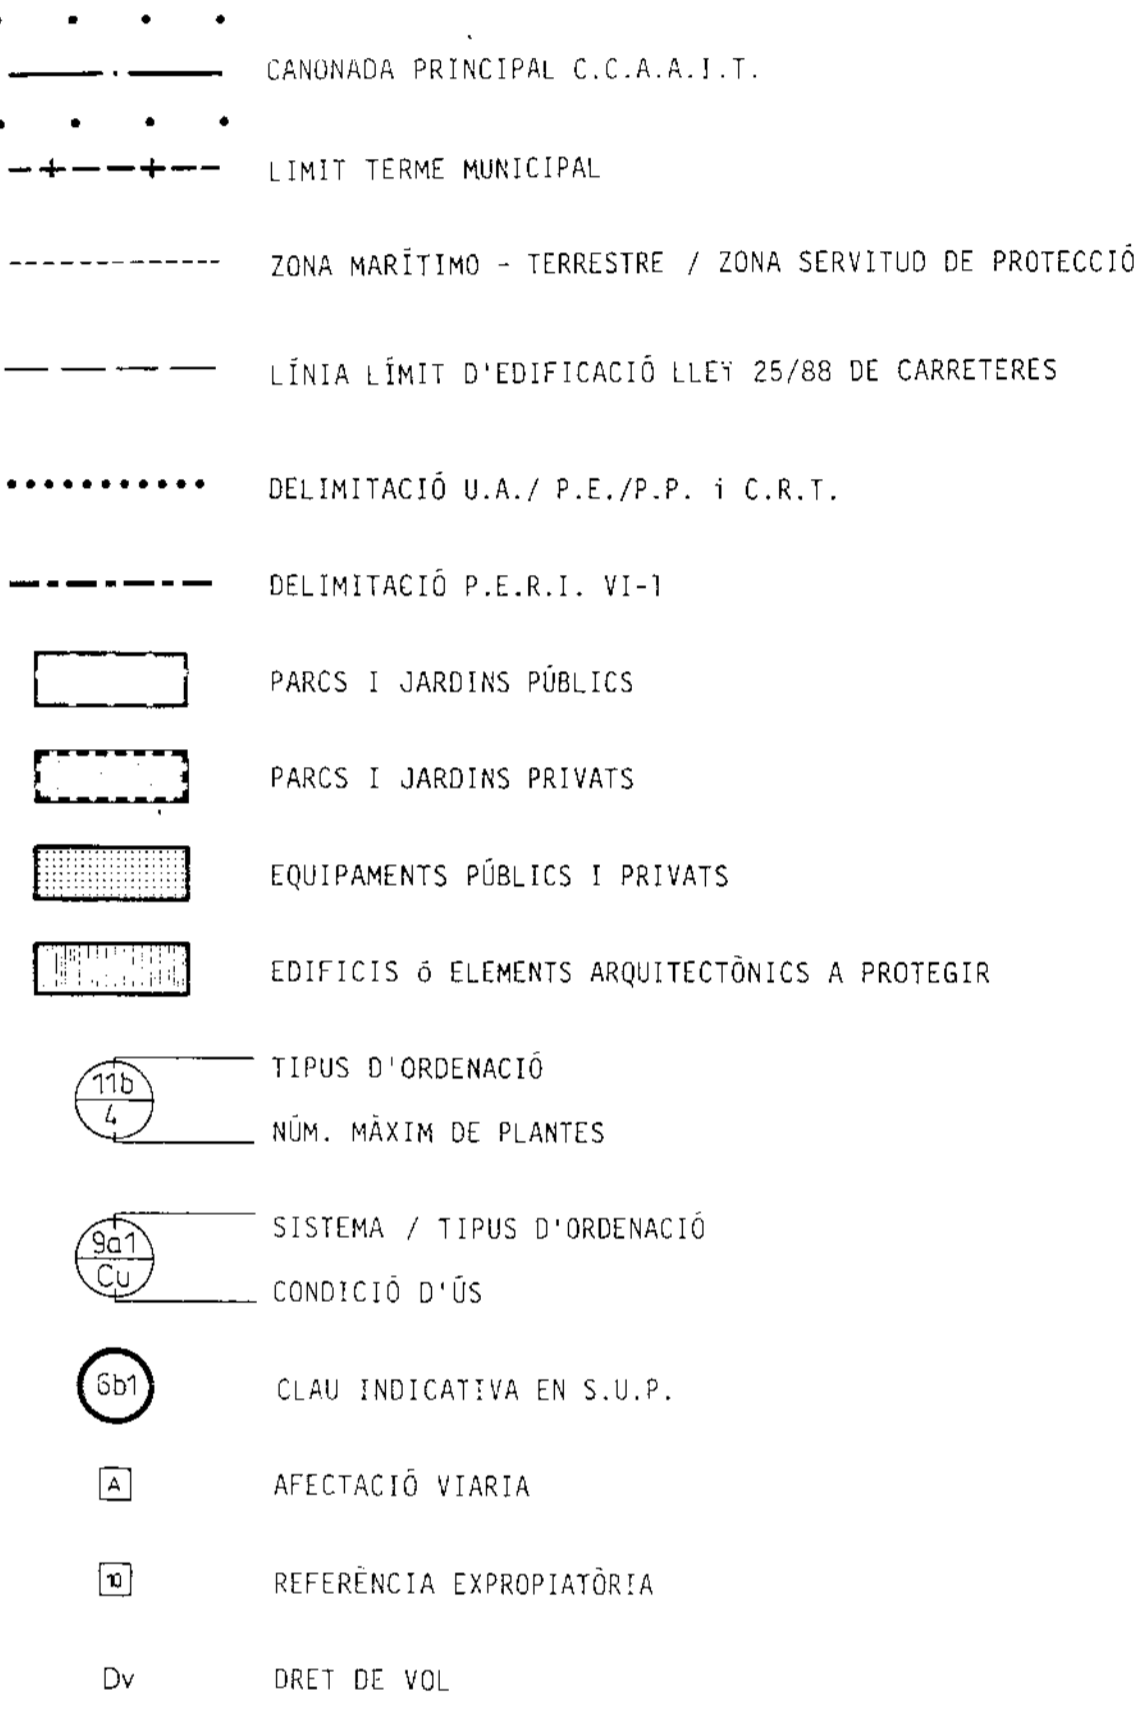 CANONADA PRINCIPAL C.C.A.A.I.T.
LIMIT TERME MUNICIPAL
ZONA MARÍTIMO - TERRESTRE / ZONA SERVITUD DE PROTECCIÓ
LÍNIA LÍMIT D'EDIFICACIÓ LLEI 25/88 DE CARRETERES
DELIMITACIÓ U.A./ P.E./P.P. i C.R.T.
DELIMITACIÓ P.E.R.I. VI-1
PARCS I JARDINS PÚBLICS
PARCS I JARDINS PRIVATS
EQUIPAMENTS PÚBLICS I PRIVATS
EDIFICIS ó ELEMENTS ARQUITECTÒNICS A PROTEGIR
11b TIPUS D'ORDENACIÓ
4 NÚM. MÀXIM DE PLANTES
9a1 SISTEMA / TIPUS D'ORDENACIÓ
Cu CONDICIÓ D'ÚS
6b1 CLAU INDICATIVA EN S.U.P.
A AFECTACIÓ VIARIA
10 REFERÈNCIA EXPROPIATÒRIA
Dv DRET DE VOL